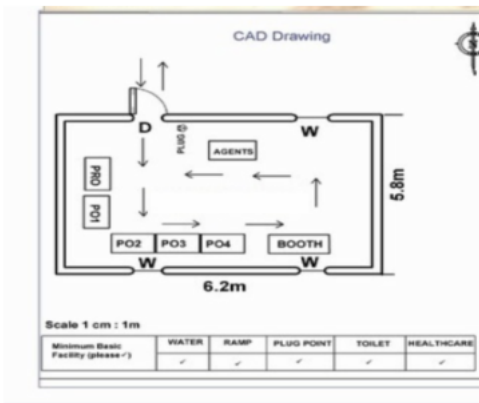 CAD Drawing
D
W
PLUG
AGENTS
PRO
PO1
PO2 PO3 PO4 BOOTH
W W
5.8m
6.2m
Scale 1 cm : 1m
Minimum Basic Facility (please✓) WATER RAMP PLUG POINT TOILET HEALTHCARE
✓ ✓ ✓ ✓ ✓